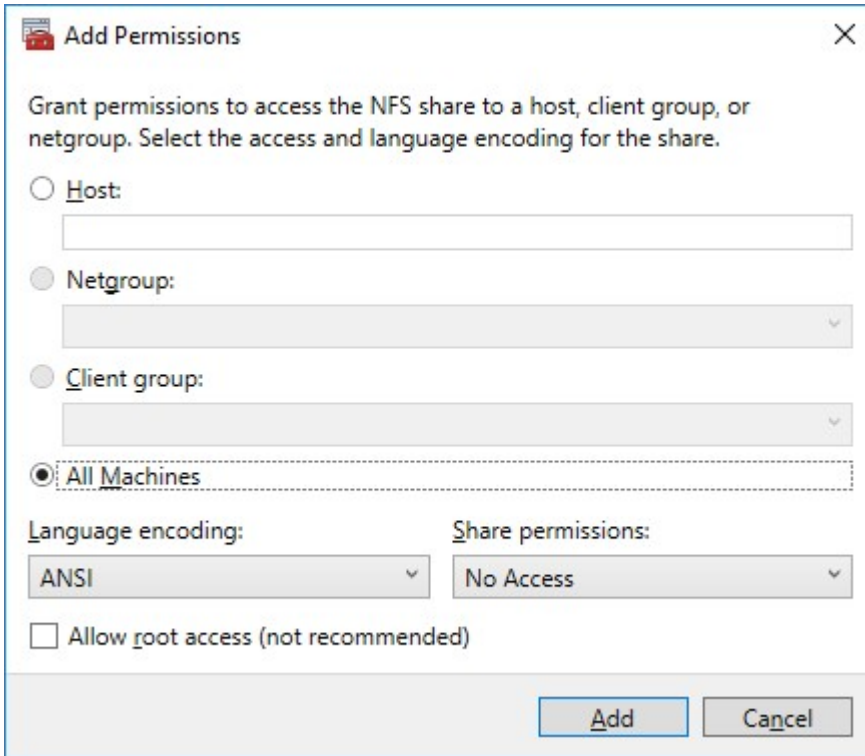 Add Permissions
Grant permissions to access the NFS share to a host, client group, or
netgroup. Select the access and language encoding for the share.
Host:
Netgroup:
Client group:
All Machines
Language encoding:
Share permissions:
ANSI
No Access
Allow root access (not recommended)
Add
Cancel